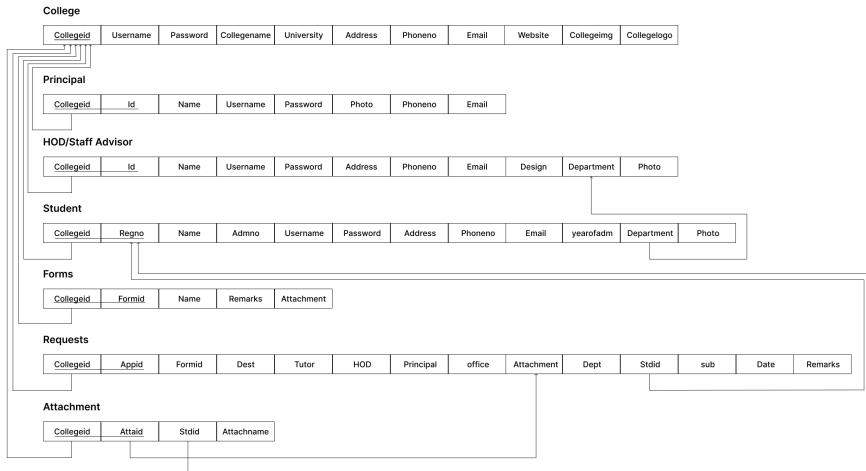 College
Collegeid Username Password Collegename University Address Phoneno Email Website Collegeimg Collegelogo
Principal
Collegeid Id Name Username Password Photo Phoneno Email
HOD/Staff Advisor
Collegeid Id Name Username Password Address Phoneno Email Design Department Photo
Student
Collegeid Regno Name Admno Username Password Address Phoneno Email yearofadm Department Photo
Forms
Collegeid Formid Name Remarks Attachment
Requests
Collegeid Appid Formid Dest Tutor HOD Principal office Attachment Dept Stdid sub Date Remarks
Attachment
Collegeid Attaid Stdid Attachname